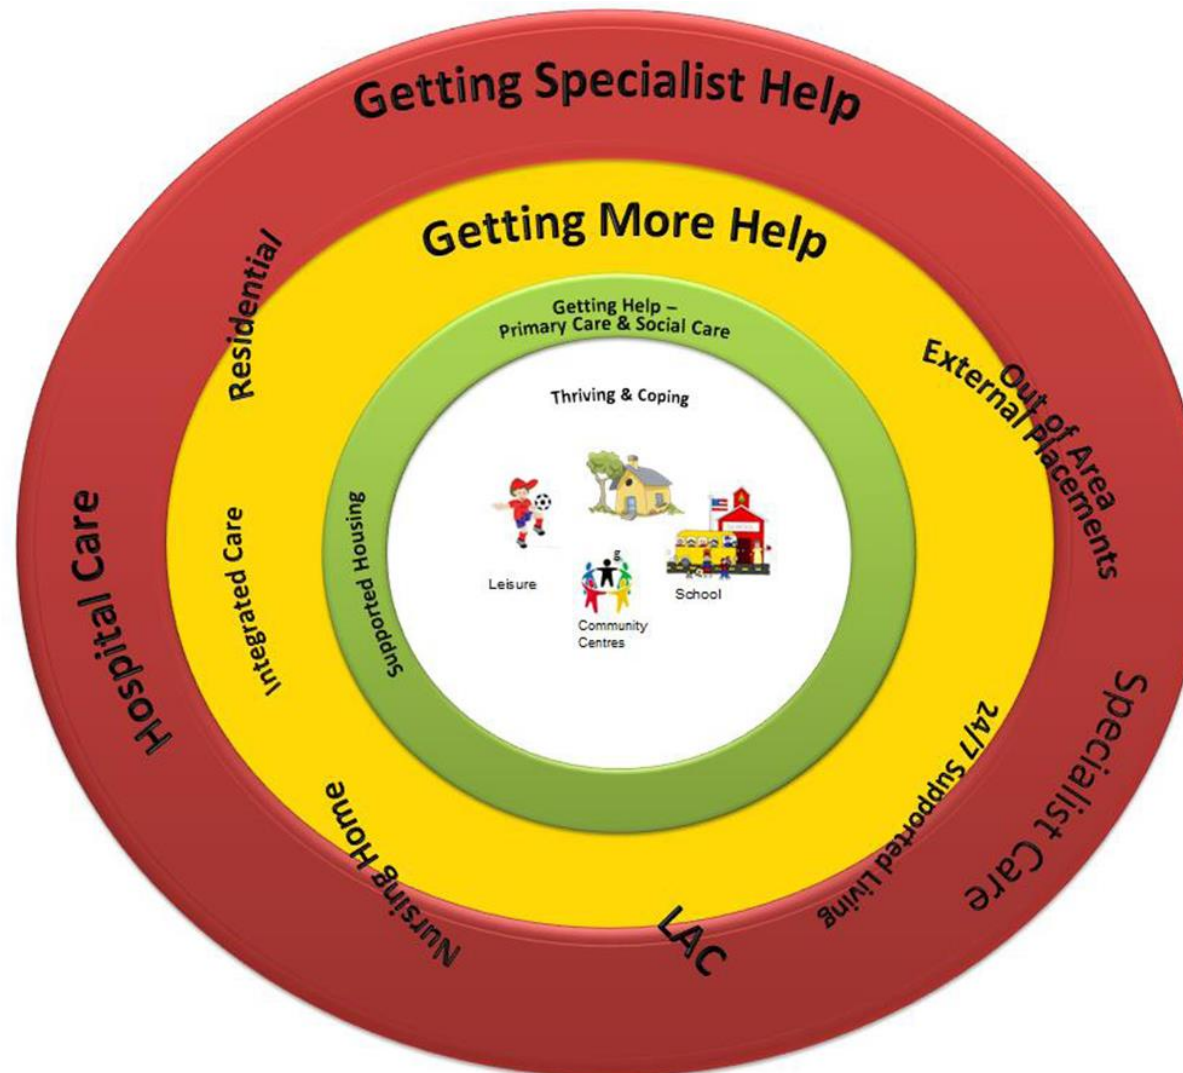 Getting Specialist Help
Getting More Help
Getting Help –
Primary Care & Social Care
Thriving & Coping
Residential
External Placements
Out of Area
Hospital Care
Integrated Care
Supported Housing
SCHOOL
g
Leisure
School
Community
Centres
24/7 Supported Living
Specialist Care
Nursing Home
LAC